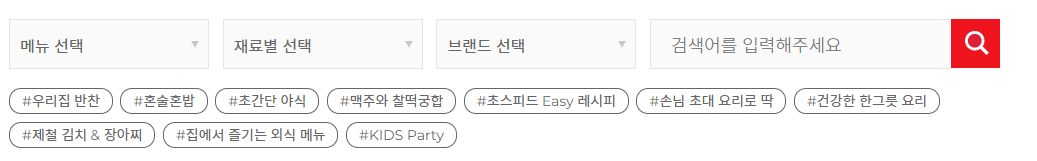 메뉴 선택 재료별 선택 브랜드 선택 검색어를 입력해주세요
#우리집 반찬 #혼술혼밥 #초간단 야식 #맥주와 찰떡궁합 #초스피드 Easy 레시피 #손님 초대 요리로 딱 #건강한 한그릇 요리
#제철 김치 & 장아찌 #집에서 즐기는 외식 메뉴 #KIDS Party